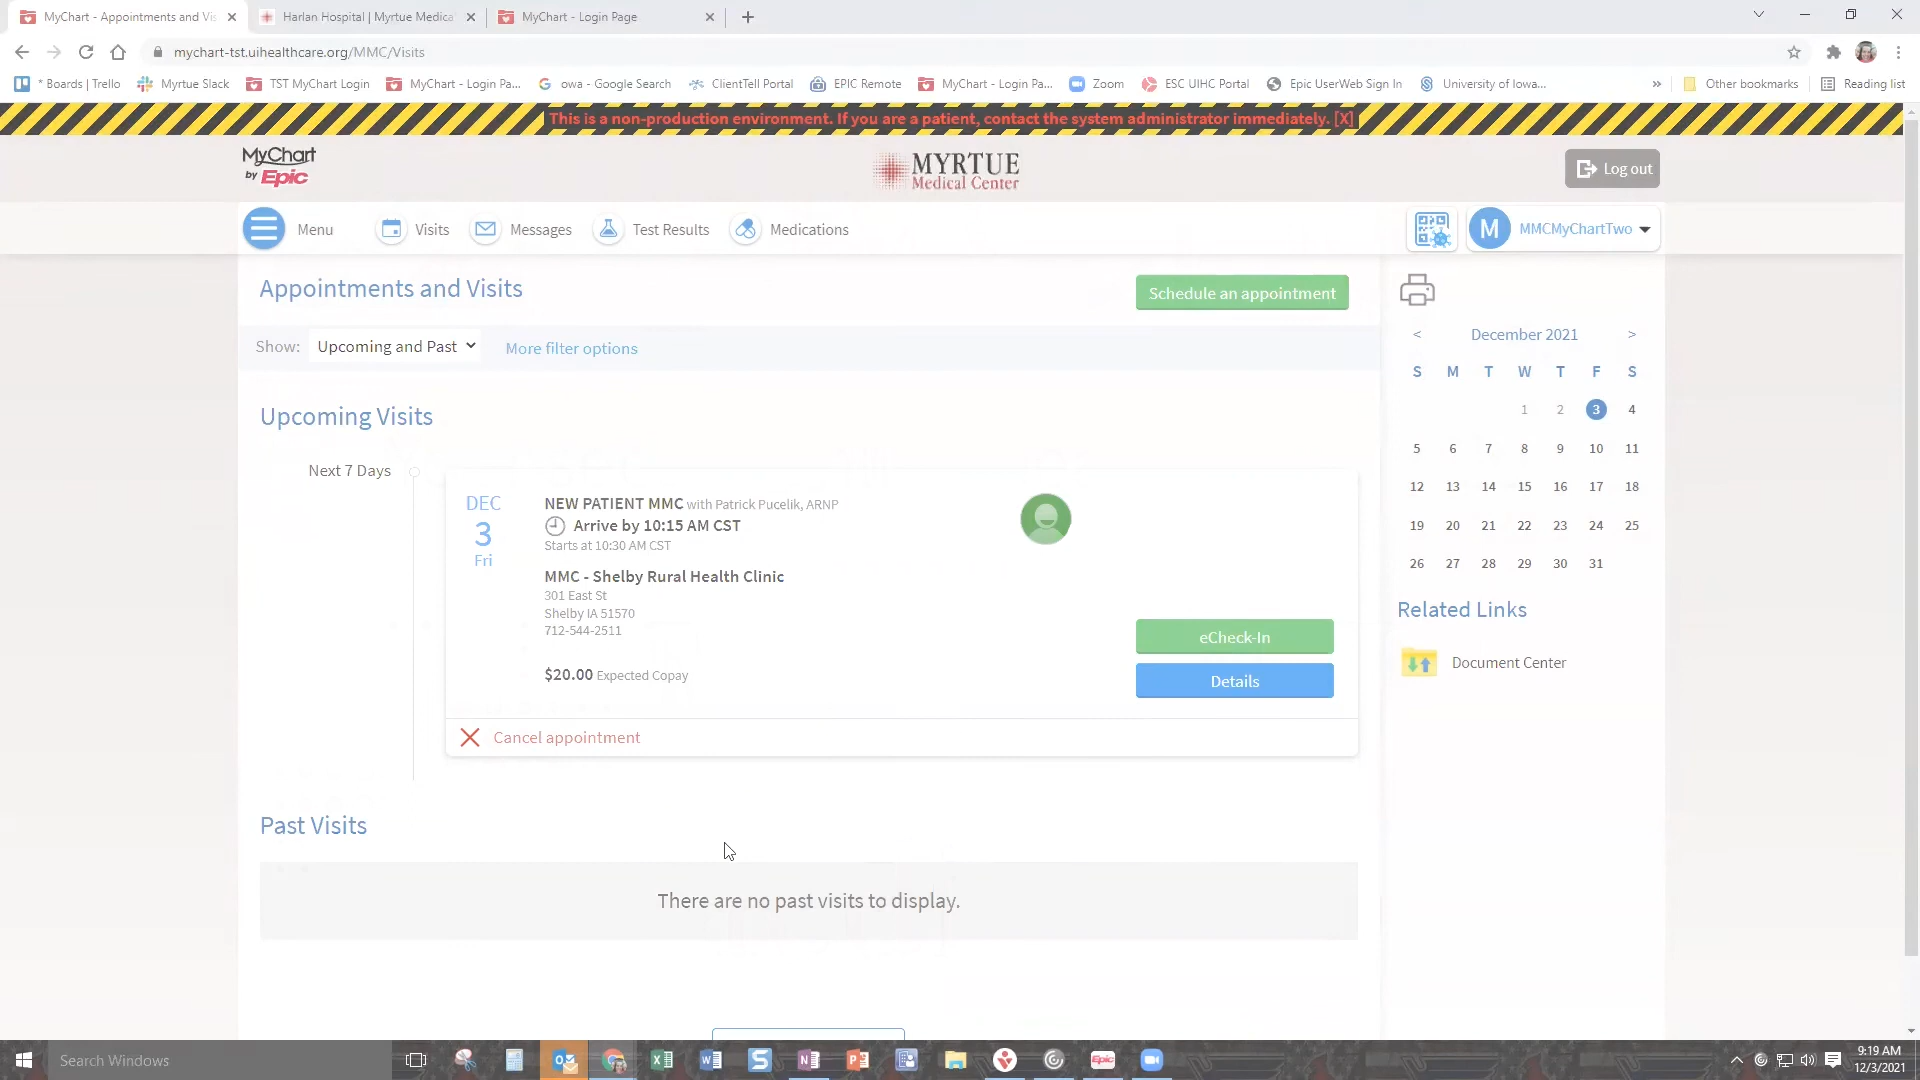 MyChart - Appointments and Vis
Harlan Hospital | Myrtue Medica
MyChart - Login Page
mychart-tst.uihealthcare.org/MMC/Visits
* Boards | Trello
Myrtue Slack
TST MyChart Login
MyChart - Login Pa...
owa - Google Search
ClientTell Portal
EPIC Remote
MyChart - Login Pa...
Zoom
ESC UIHC Portal
Epic UserWeb Sign In
University of Iowa...
»
Other bookmarks
Reading list
This is a non-production environment. If you are a patient, contact the system administrator immediately. [X]
MyChart
by Epic
MYRTUE
Medical Center
Log out
Menu
Visits
Messages
Test Results
Medications
M
MMCMyChartTwo
Appointments and Visits
Schedule an appointment
Show: Upcoming and Past
More filter options
Upcoming Visits
Next 7 Days
DEC
3
Fri
NEW PATIENT MMC with Patrick Pucelik, ARNP
Arrive by 10:15 AM CST
Starts at 10:30 AM CST
MMC - Shelby Rural Health Clinic
301 East St
Shelby IA 51570
712-544-2511
$20.00 Expected Copay
eCheck-In
Details
Cancel appointment
Past Visits
There are no past visits to display.
< December 2021 >
S M T W T F S
1 2 3 4
5 6 7 8 9 10 11
12 13 14 15 16 17 18
19 20 21 22 23 24 25
26 27 28 29 30 31
Related Links
Document Center
Search Windows
Epic
9:19 AM
12/3/2021